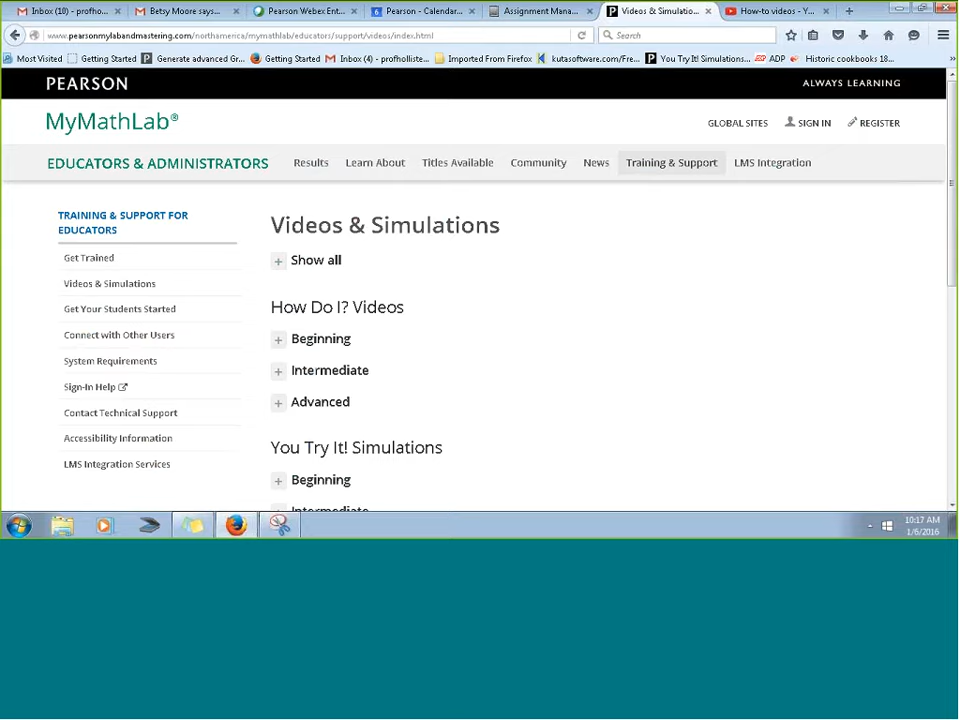 Inbox (10) - profho...
Betsy Moore says...
Pearson Webex Ent...
Pearson - Calendar...
Assignment Mana...
Videos & Simulatio...
How-to videos - Y...
www.pearsonmylabandmastering.com/northamerica/mymathlab/educators/support/videos/index.html
Search
Most Visited
Getting Started
Generate advanced Gr...
Getting Started
Inbox (4) - profholliste...
Imported From Firefox
kutasoftware.com/Fre...
You Try It! Simulations...
ADP
Historic cookbooks 18...
PEARSON
ALWAYS LEARNING
MyMathLab®
GLOBAL SITES
SIGN IN
REGISTER
EDUCATORS & ADMINISTRATORS
Results
Learn About
Titles Available
Community
News
Training & Support
LMS Integration
TRAINING & SUPPORT FOR
EDUCATORS
Get Trained
Videos & Simulations
Get Your Students Started
Connect with Other Users
System Requirements
Sign-In Help
Contact Technical Support
Accessibility Information
LMS Integration Services
Videos & Simulations
Show all
How Do I? Videos
Beginning
Intermediate
Advanced
You Try It! Simulations
Beginning
Intermediate
10:17 AM
1/6/2016